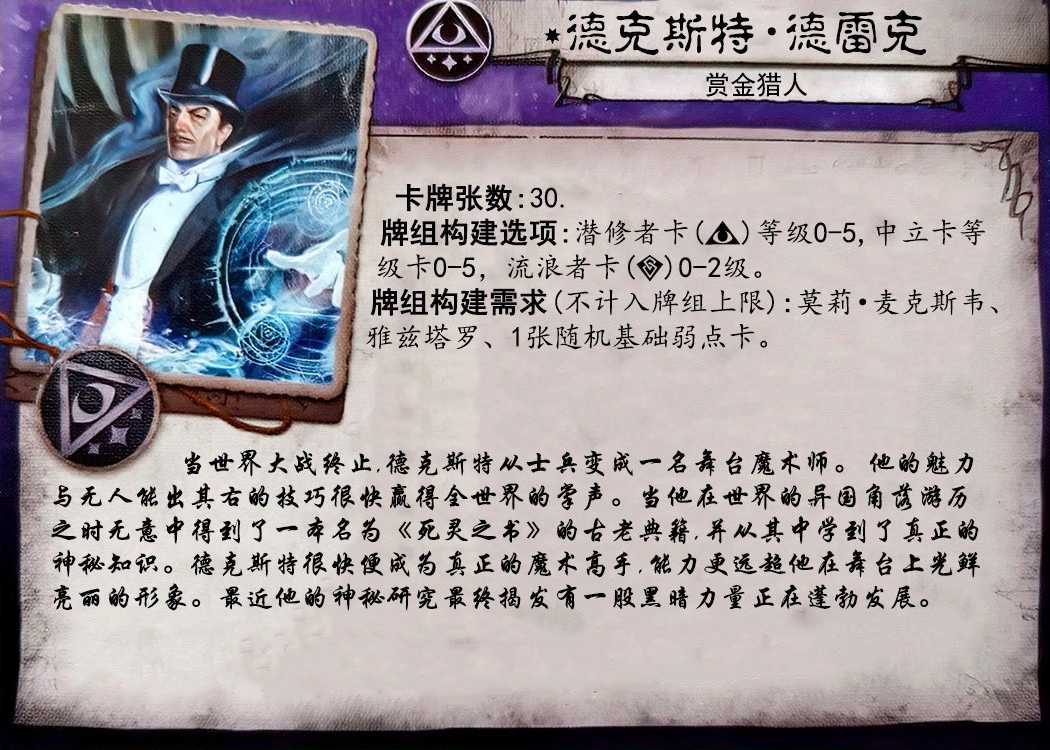 德克斯特·德雷克
赏金猎人
卡牌张数:30.
牌组构建选项:潜修者卡()等级0-5,中立卡等
级卡0-5, 流浪者卡()0-2级。
牌组构建需求(不计入牌组上限):莫莉·麦克斯韦、
雅兹塔罗、1张随机基础弱点卡。
当世界大战终止,德克斯特从士兵变成一名舞台魔术师。他的魅力
与无人能出其右的技巧很快赢得全世界的掌声。当他在世界的异国角落游历
之时无意中得到了一本名为《死灵之书》的古老典籍,并从其中学到了真正的
神秘知识。德克斯特很快便成为真正的魔术高手,能力更远超他在舞台上光鲜
亮丽的形象。最近他的神秘研究最终揭发有一股黑暗力量正在蓬勃发展。